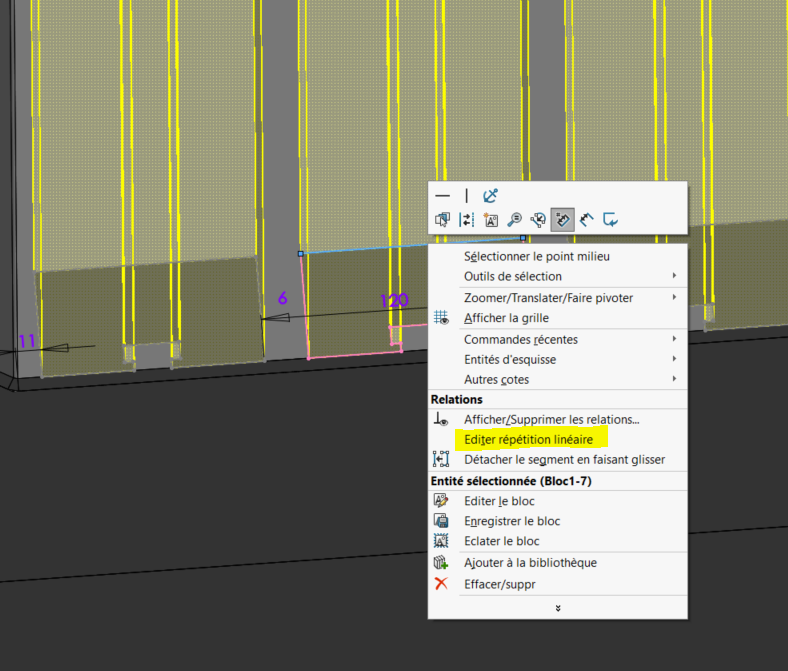 6
120
11
Sélectionner le point milieu
Outils de sélection
Zoomer/Translater/Faire pivoter
Afficher la grille
Commandes récentes
Entités d'esquisse
Autres cotes
Relations
Afficher/Supprimer les relations...
Editer répétition linéaire
Détacher le segment en faisant glisser
Entité sélectionnée (Bloc1-7)
Editer le bloc
Enregistrer le bloc
Eclater le bloc
Ajouter à la bibliothèque
Effacer/suppr